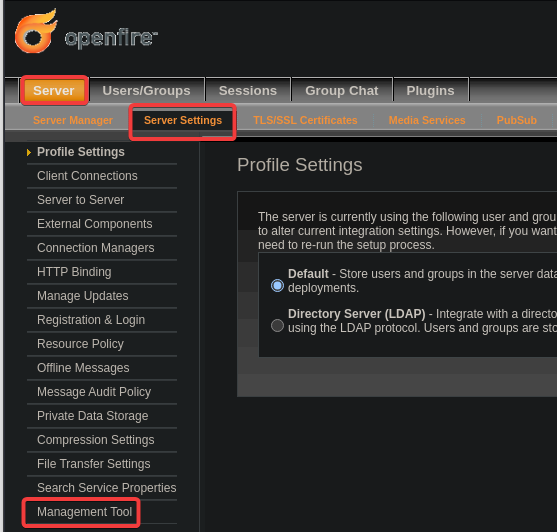 openfire
Server Users/Groups Sessions Group Chat Plugins
Server Manager Server Settings TLS/SSL Certificates Media Services PubSub
Profile Settings
Client Connections
Server to Server
External Components
Connection Managers
HTTP Binding
Manage Updates
Registration & Login
Resource Policy
Offline Messages
Message Audit Policy
Private Data Storage
Compression Settings
File Transfer Settings
Search Service Properties
Management Tool
Profile Settings
The server is currently using the following user and grou
to alter current integration settings. However, if you want
need to re-run the setup process.
Default - Store users and groups in the server data
deployments.
Directory Server (LDAP) - Integrate with a directo
using the LDAP protocol. Users and groups are sto